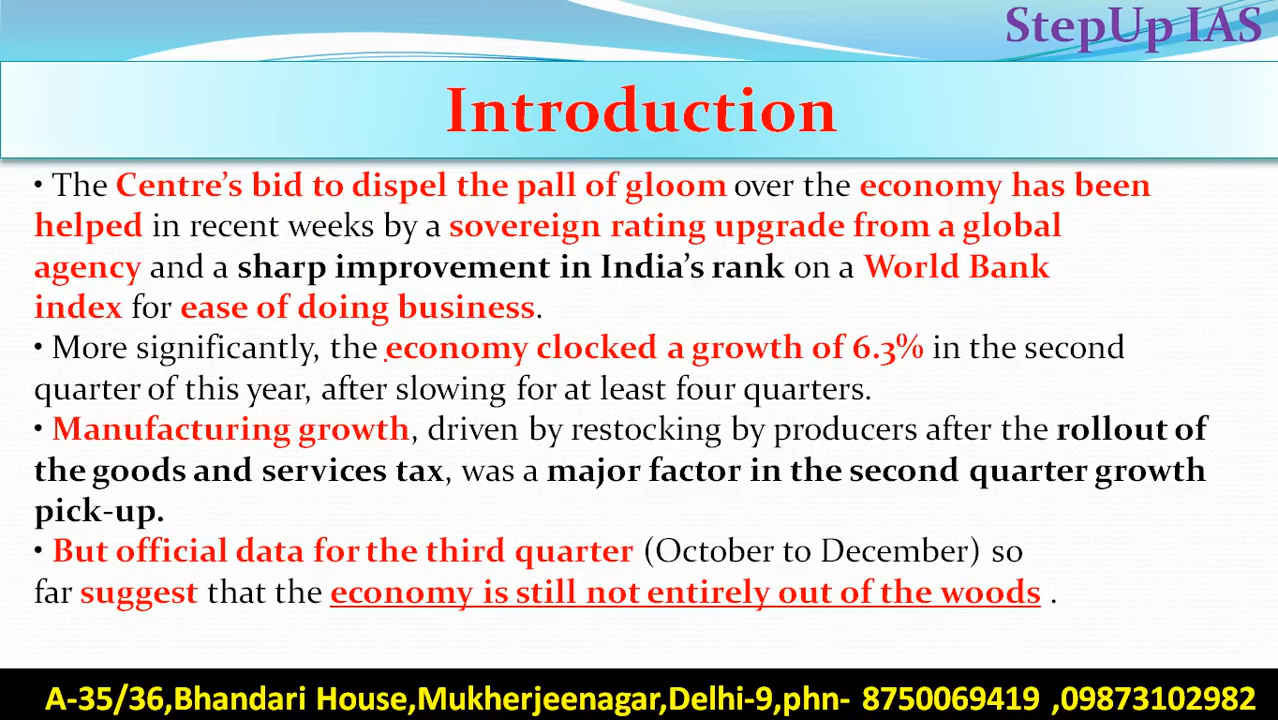 StepUp IAS
Introduction
• The Centre’s bid to dispel the pall of gloom over the economy has been
helped in recent weeks by a sovereign rating upgrade from a global
agency and a sharp improvement in India’s rank on a World Bank
index for ease of doing business.
• More significantly, the economy clocked a growth of 6.3% in the second
quarter of this year, after slowing for at least four quarters.
• Manufacturing growth, driven by restocking by producers after the rollout of
the goods and services tax, was a major factor in the second quarter growth
pick-up.
• But official data for the third quarter (October to December) so
far suggest that the economy is still not entirely out of the woods .
A-35/36,Bhandari House,Mukherjeenagar,Delhi-9,phn- 8750069419 ,09873102982